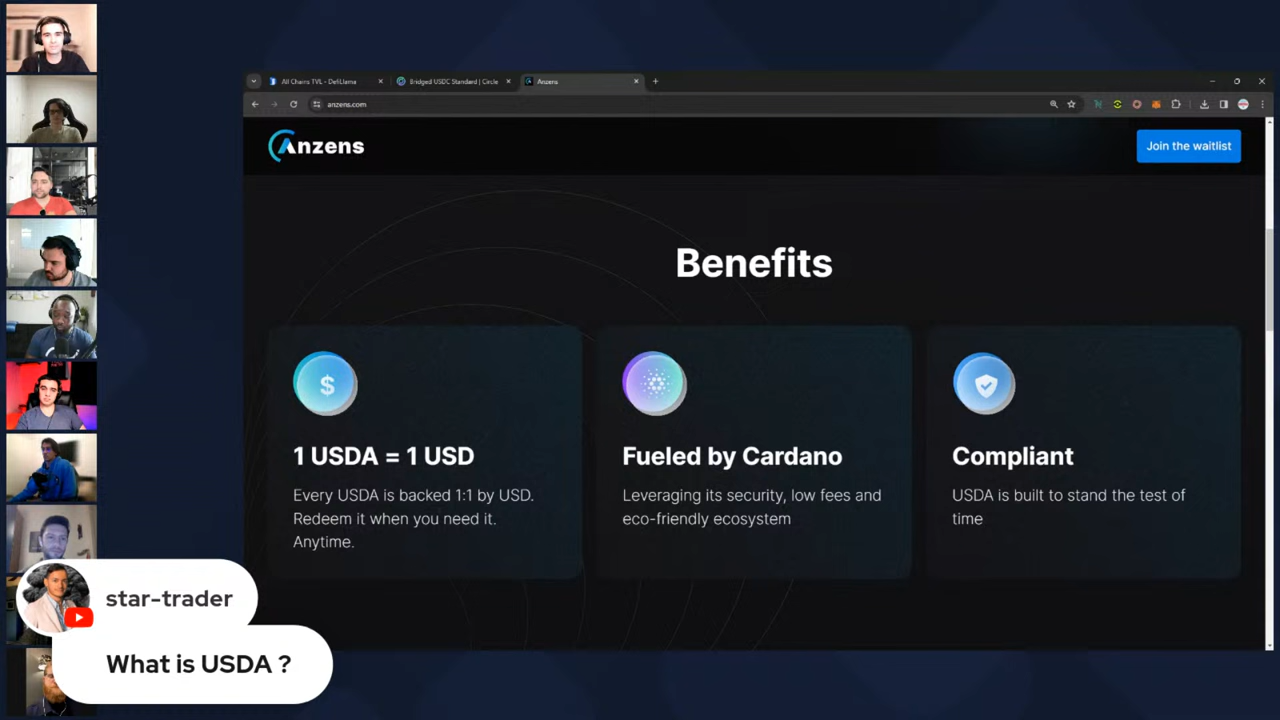 All Chains TVL - DefiLlama
Bridged USDC Standard | Circle
Anzens
anzens.com
Anzens
Join the waitlist
Benefits
1 USDA = 1 USD
Every USDA is backed 1:1 by USD.
Redeem it when you need it.
Anytime.
Fueled by Cardano
Leveraging its security, low fees and
eco-friendly ecosystem
Compliant
USDA is built to stand the test of
time
star-trader
What is USDA ?